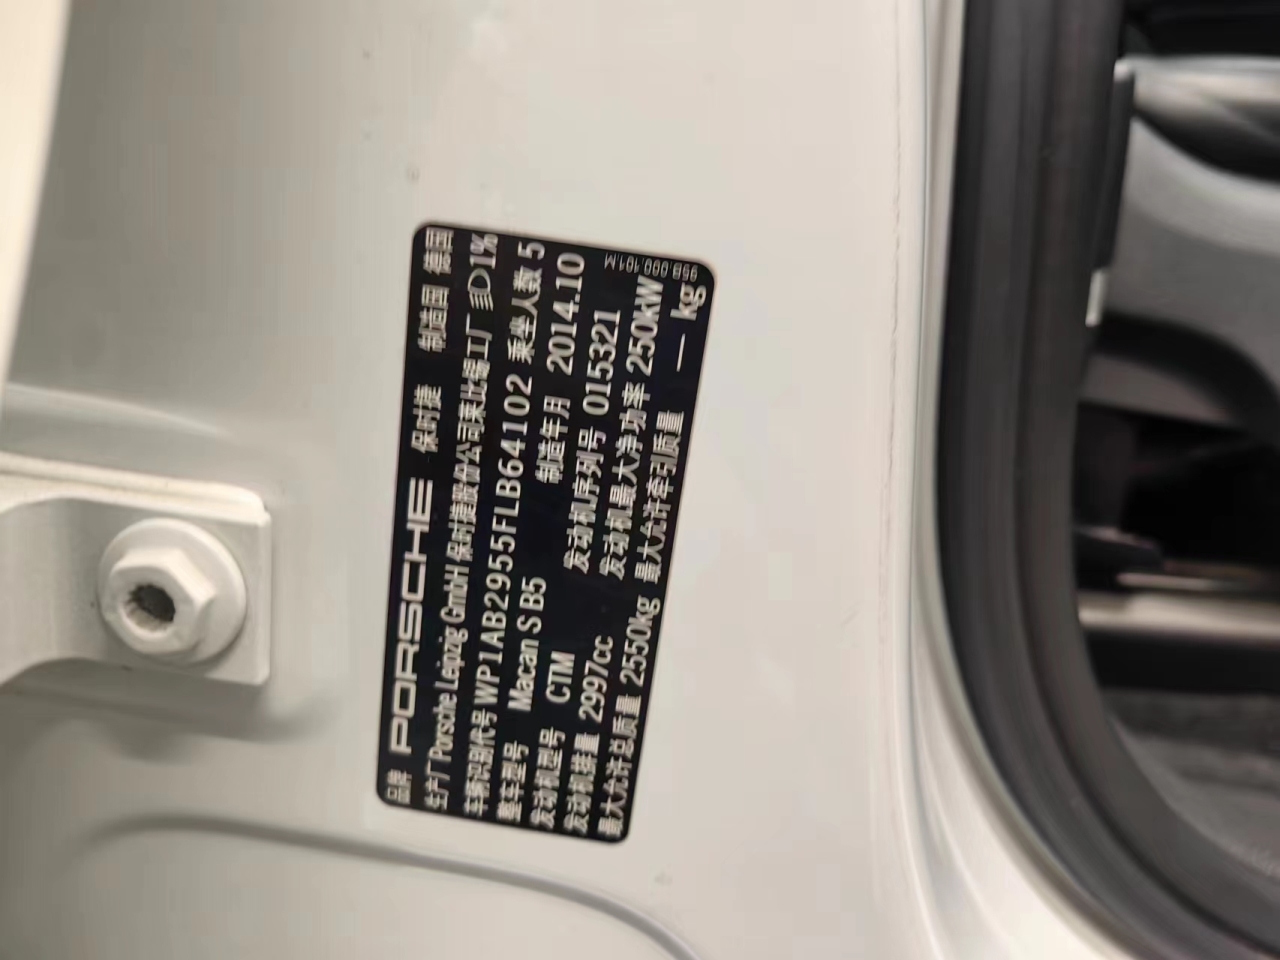 品牌 PORSCHE 保时捷 制造国 德国
生产厂 Porsche Leipzig GmbH 保时捷股份公司莱比锡工厂 1%
车辆识别代号 WP1AB2955FLB64102 乘坐人数 5
整车型号 Macan S B5 制造年月 2014.10
发动机型号 CTM 发动机序列号 015321
发动机排量 2997cc 发动机最大净功率 250kW
最大允许总质量 2550kg 最大允许牵引质量 — kg
95B.000.101.M